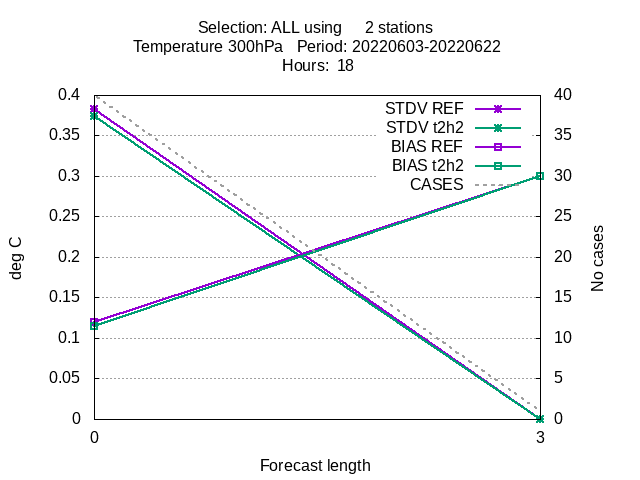 Selection: ALL using     2 stations
Temperature 300hPa   Period: 20220603-20220622
Hours:  18
0.4
0.35
0.3
0.25
0.2
0.15
0.1
0.05
0
40
35
30
25
20
15
10
5
0
STDV REF
STDV t2h2
BIAS REF
BIAS t2h2
CASES
deg C
No cases
0
3
Forecast length